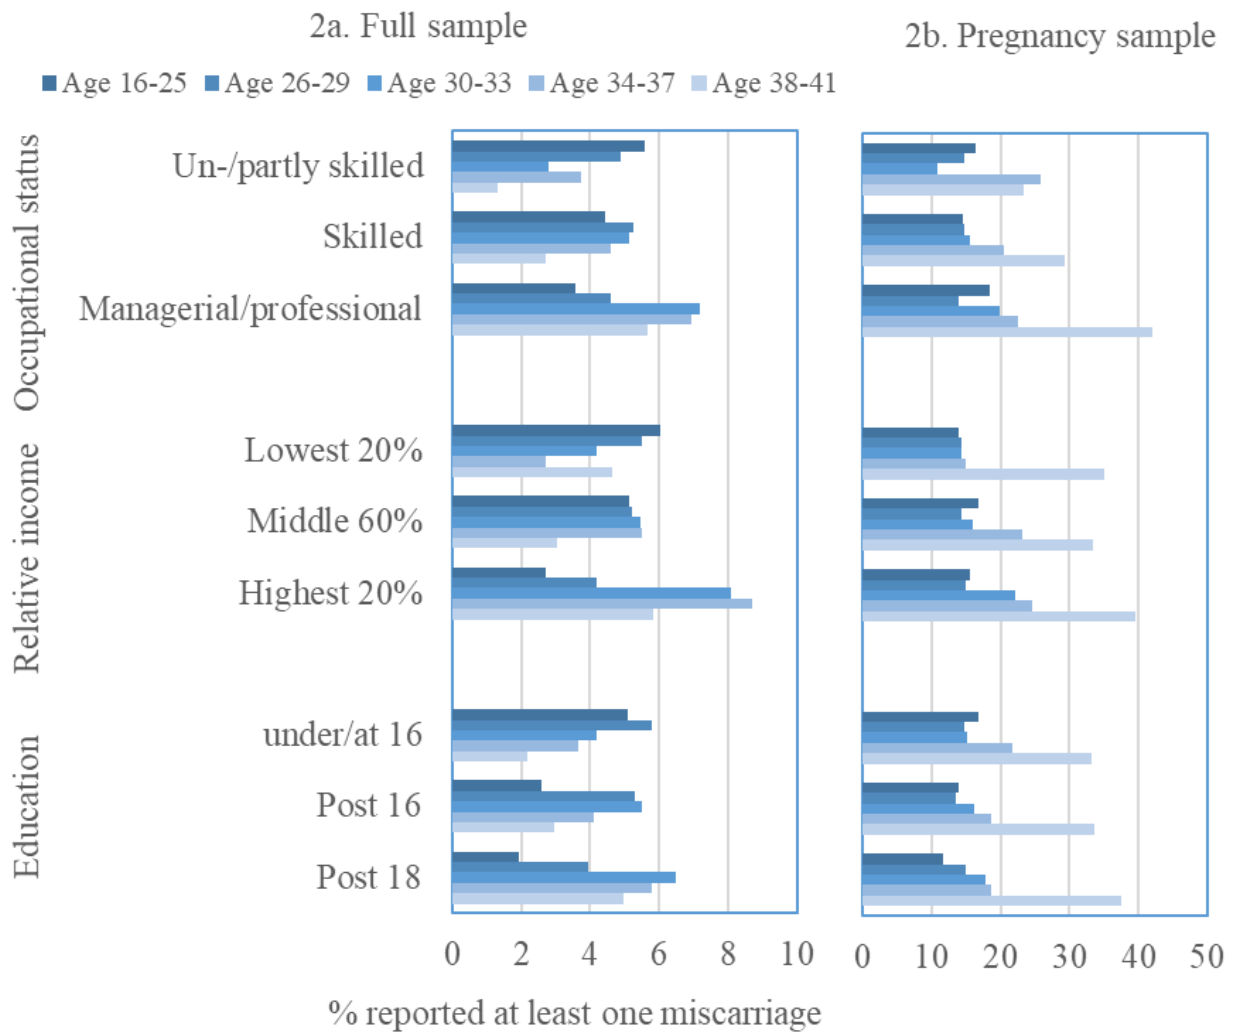 2a. Full sample
2b. Pregnancy sample
Age 16-25 Age 26-29 Age 30-33 Age 34-37 Age 38-41
Occupational status
Un-/partly skilled
Skilled
Managerial/professional
Relative income
Lowest 20%
Middle 60%
Highest 20%
Education
under/at 16
Post 16
Post 18
0 2 4 6 8 10
0 10 20 30 40 50
% reported at least one miscarriage